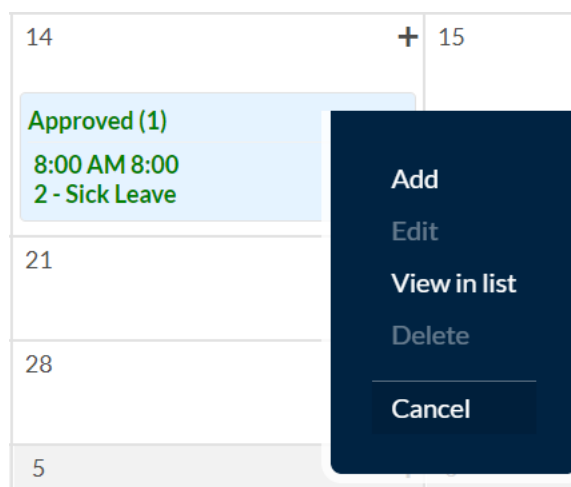 14 + 15
Approved (1)
8:00 AM 8:00
2 - Sick Leave
21
28
5
Add
Edit
View in list
Delete
Cancel